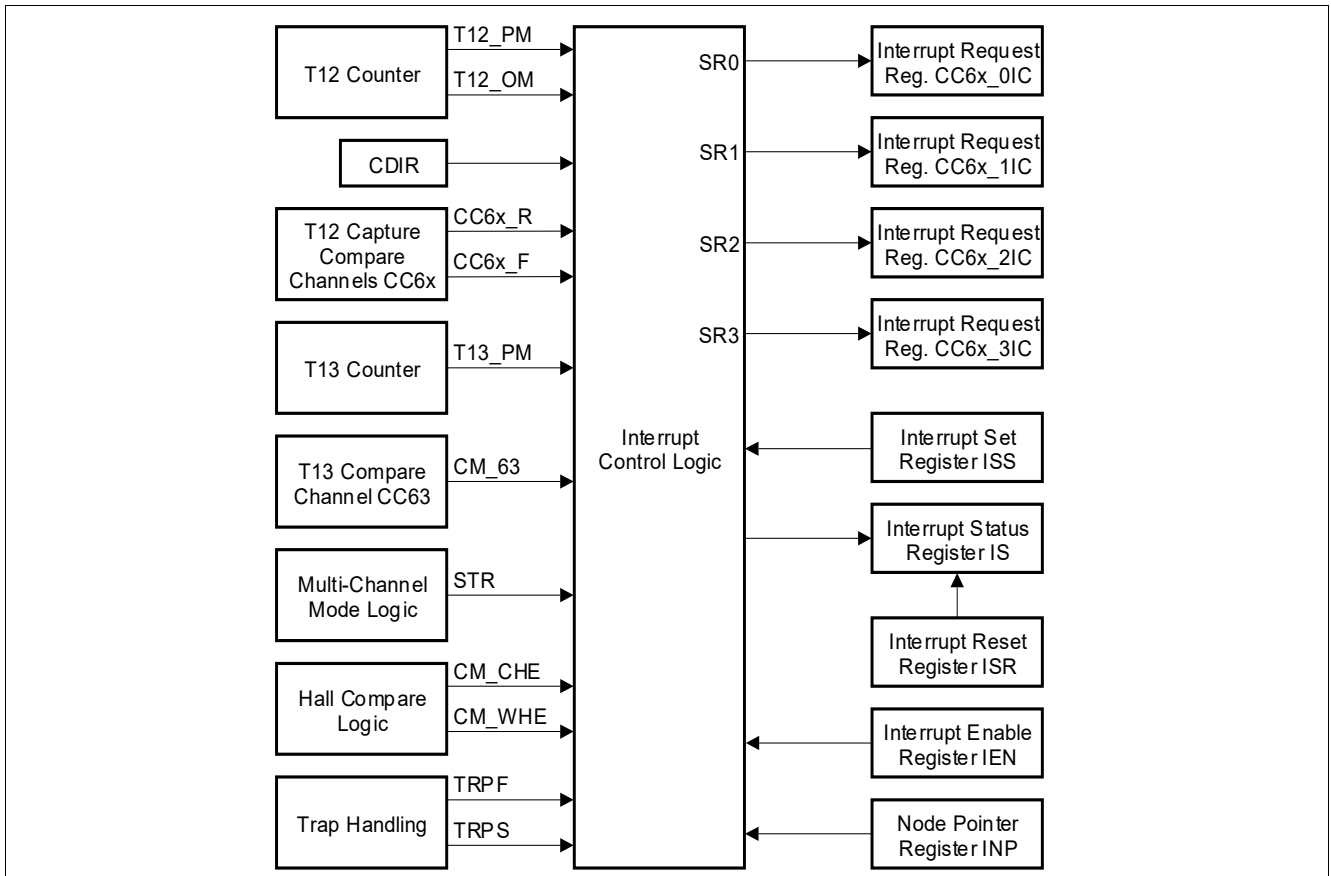 T12 Counter
T12_PM
T12_OM
CDIR
T12 Capture
Compare
Channels CC6x
CC6x_R
CC6x_F
T13 Counter
T13_PM
T13 Compare
Channel CC63
CM_63
Multi-Channel
Mode Logic
STR
Hall Compare
Logic
CM_CHE
CM_WHE
Trap Handling
TRPF
TRPS
Interrupt
Control Logic
SR0
SR1
SR2
SR3
Interrupt Request
Reg. CC6x_0IC
Interrupt Request
Reg. CC6x_1IC
Interrupt Request
Reg. CC6x_2IC
Interrupt Request
Reg. CC6x_3IC
Interrupt Set
Register ISS
Interrupt Status
Register IS
Interrupt Reset
Register ISR
Interrupt Enable
Register IEN
Node Pointer
Register INP